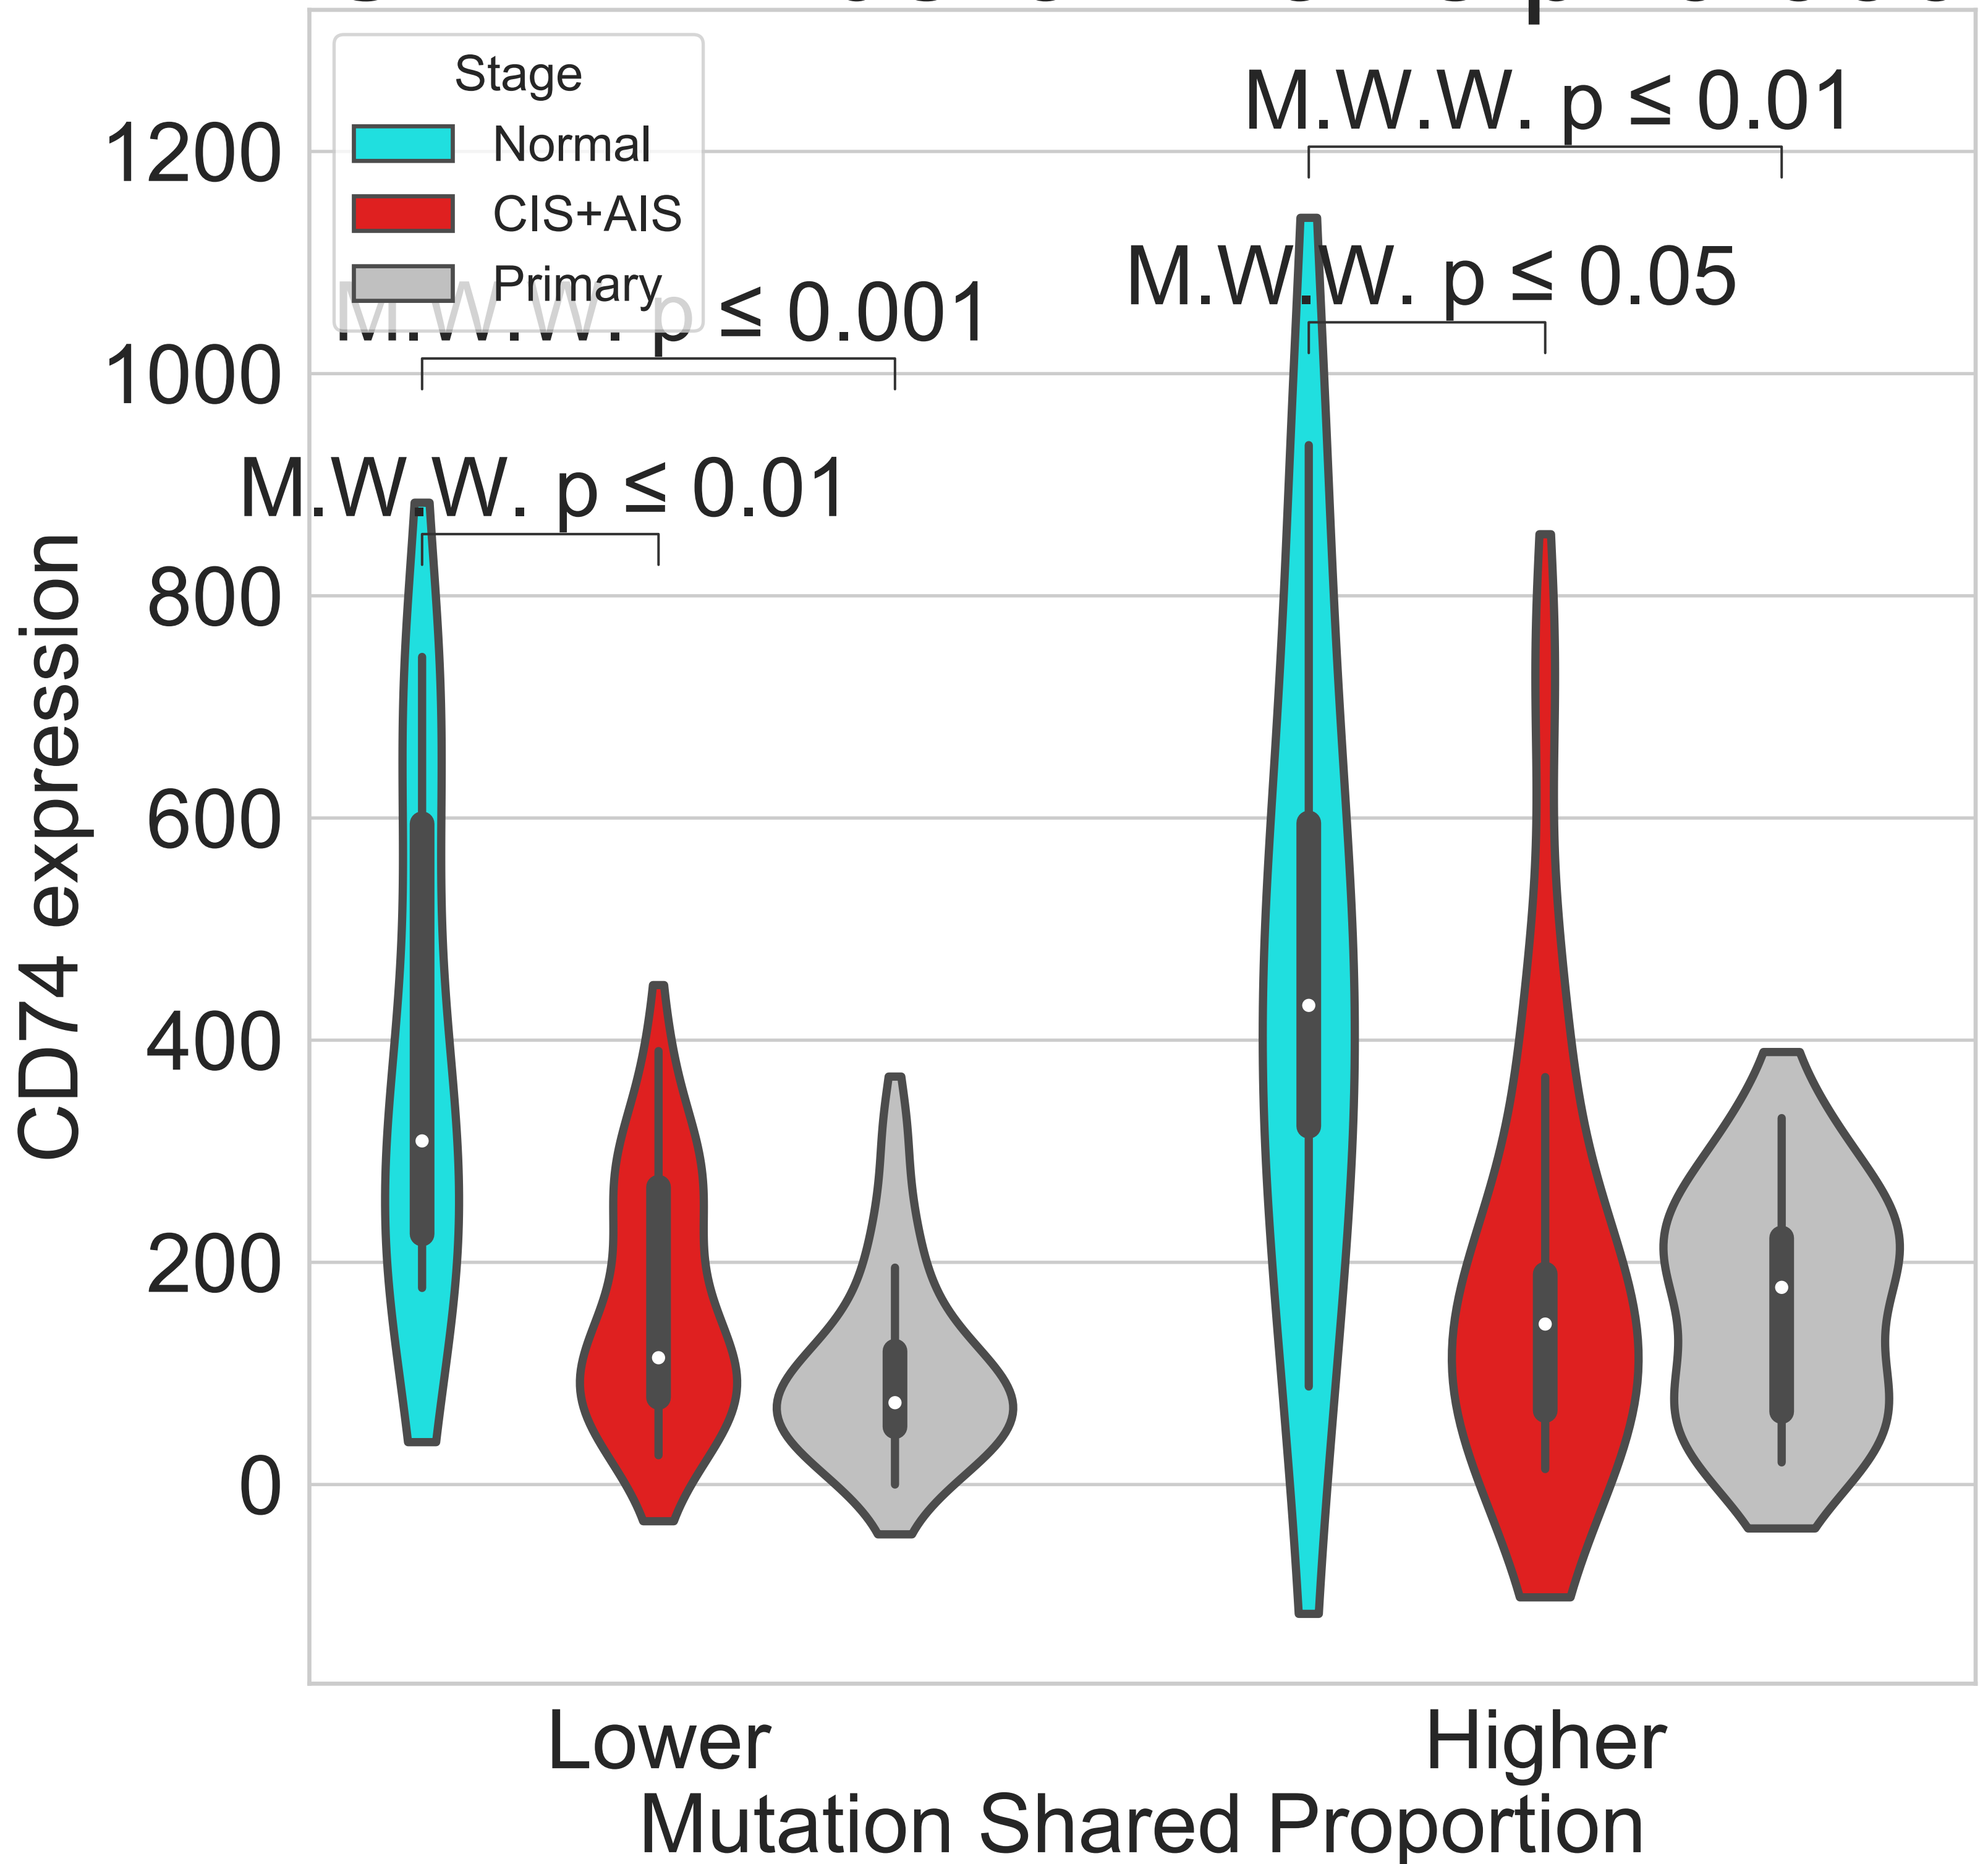 Stage
Normal
CIS+AIS
Primary
M.W.W. p ≤ 0.01
M.W.W. p ≤ 0.05
M.W.W. p ≤ 0.001
M.W.W. p ≤ 0.01
1200
1000
800
600
400
200
0
CD74 expression
Lower
Higher
Mutation Shared Proportion